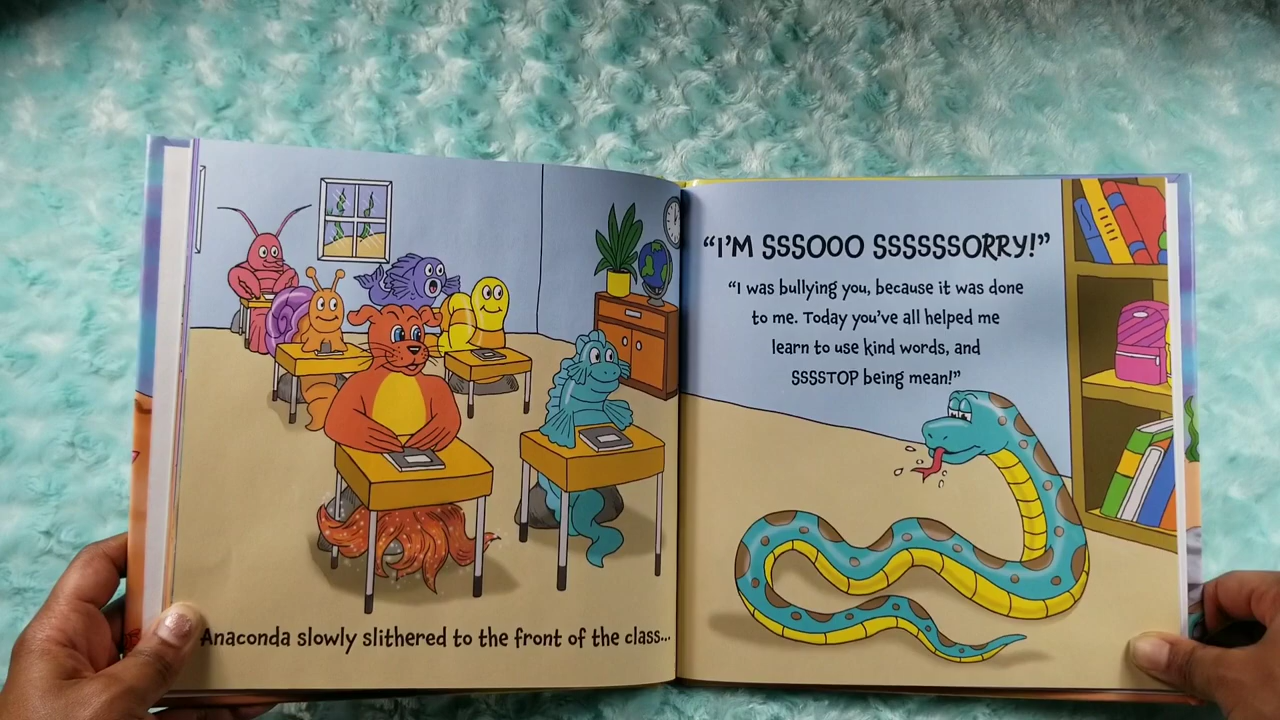 Anaconda slowly slithered to the front of the class...
"I'M SSSOOO SSSSSSORRY!"
"I was bullying you, because it was done
to me. Today you've all helped me
learn to use kind words, and
SSSSTOP being mean!"